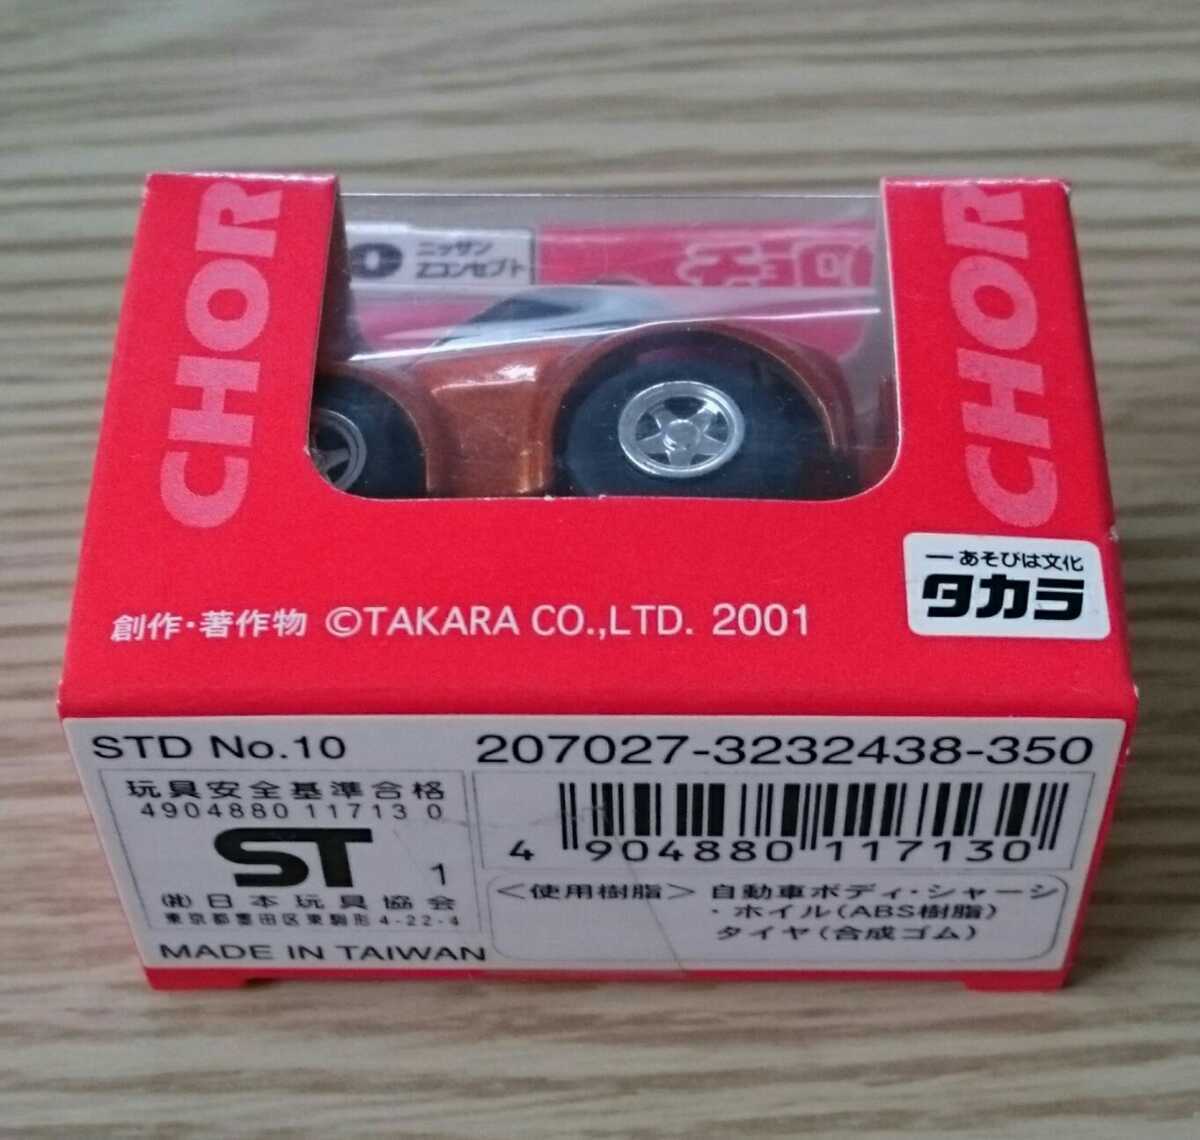 CHOR
CHOR
0
ニッサン
Zコンセプト
チョロ
創作・著作物 ©TAKARA CO.,LTD. 2001
ーあそびは文化
タカラ
STD No.10
207027-3232438-350
玩具安全基準合格
4904880 117130
ST 1
㈳日本玩具協会
東京都墨田区東駒形4-22-4
MADE IN TAIWAN
4 904880 117130
<使用樹脂> 自動車ボディ・シャーシ
・ホイル(ABS樹脂)
タイヤ(合成ゴム)